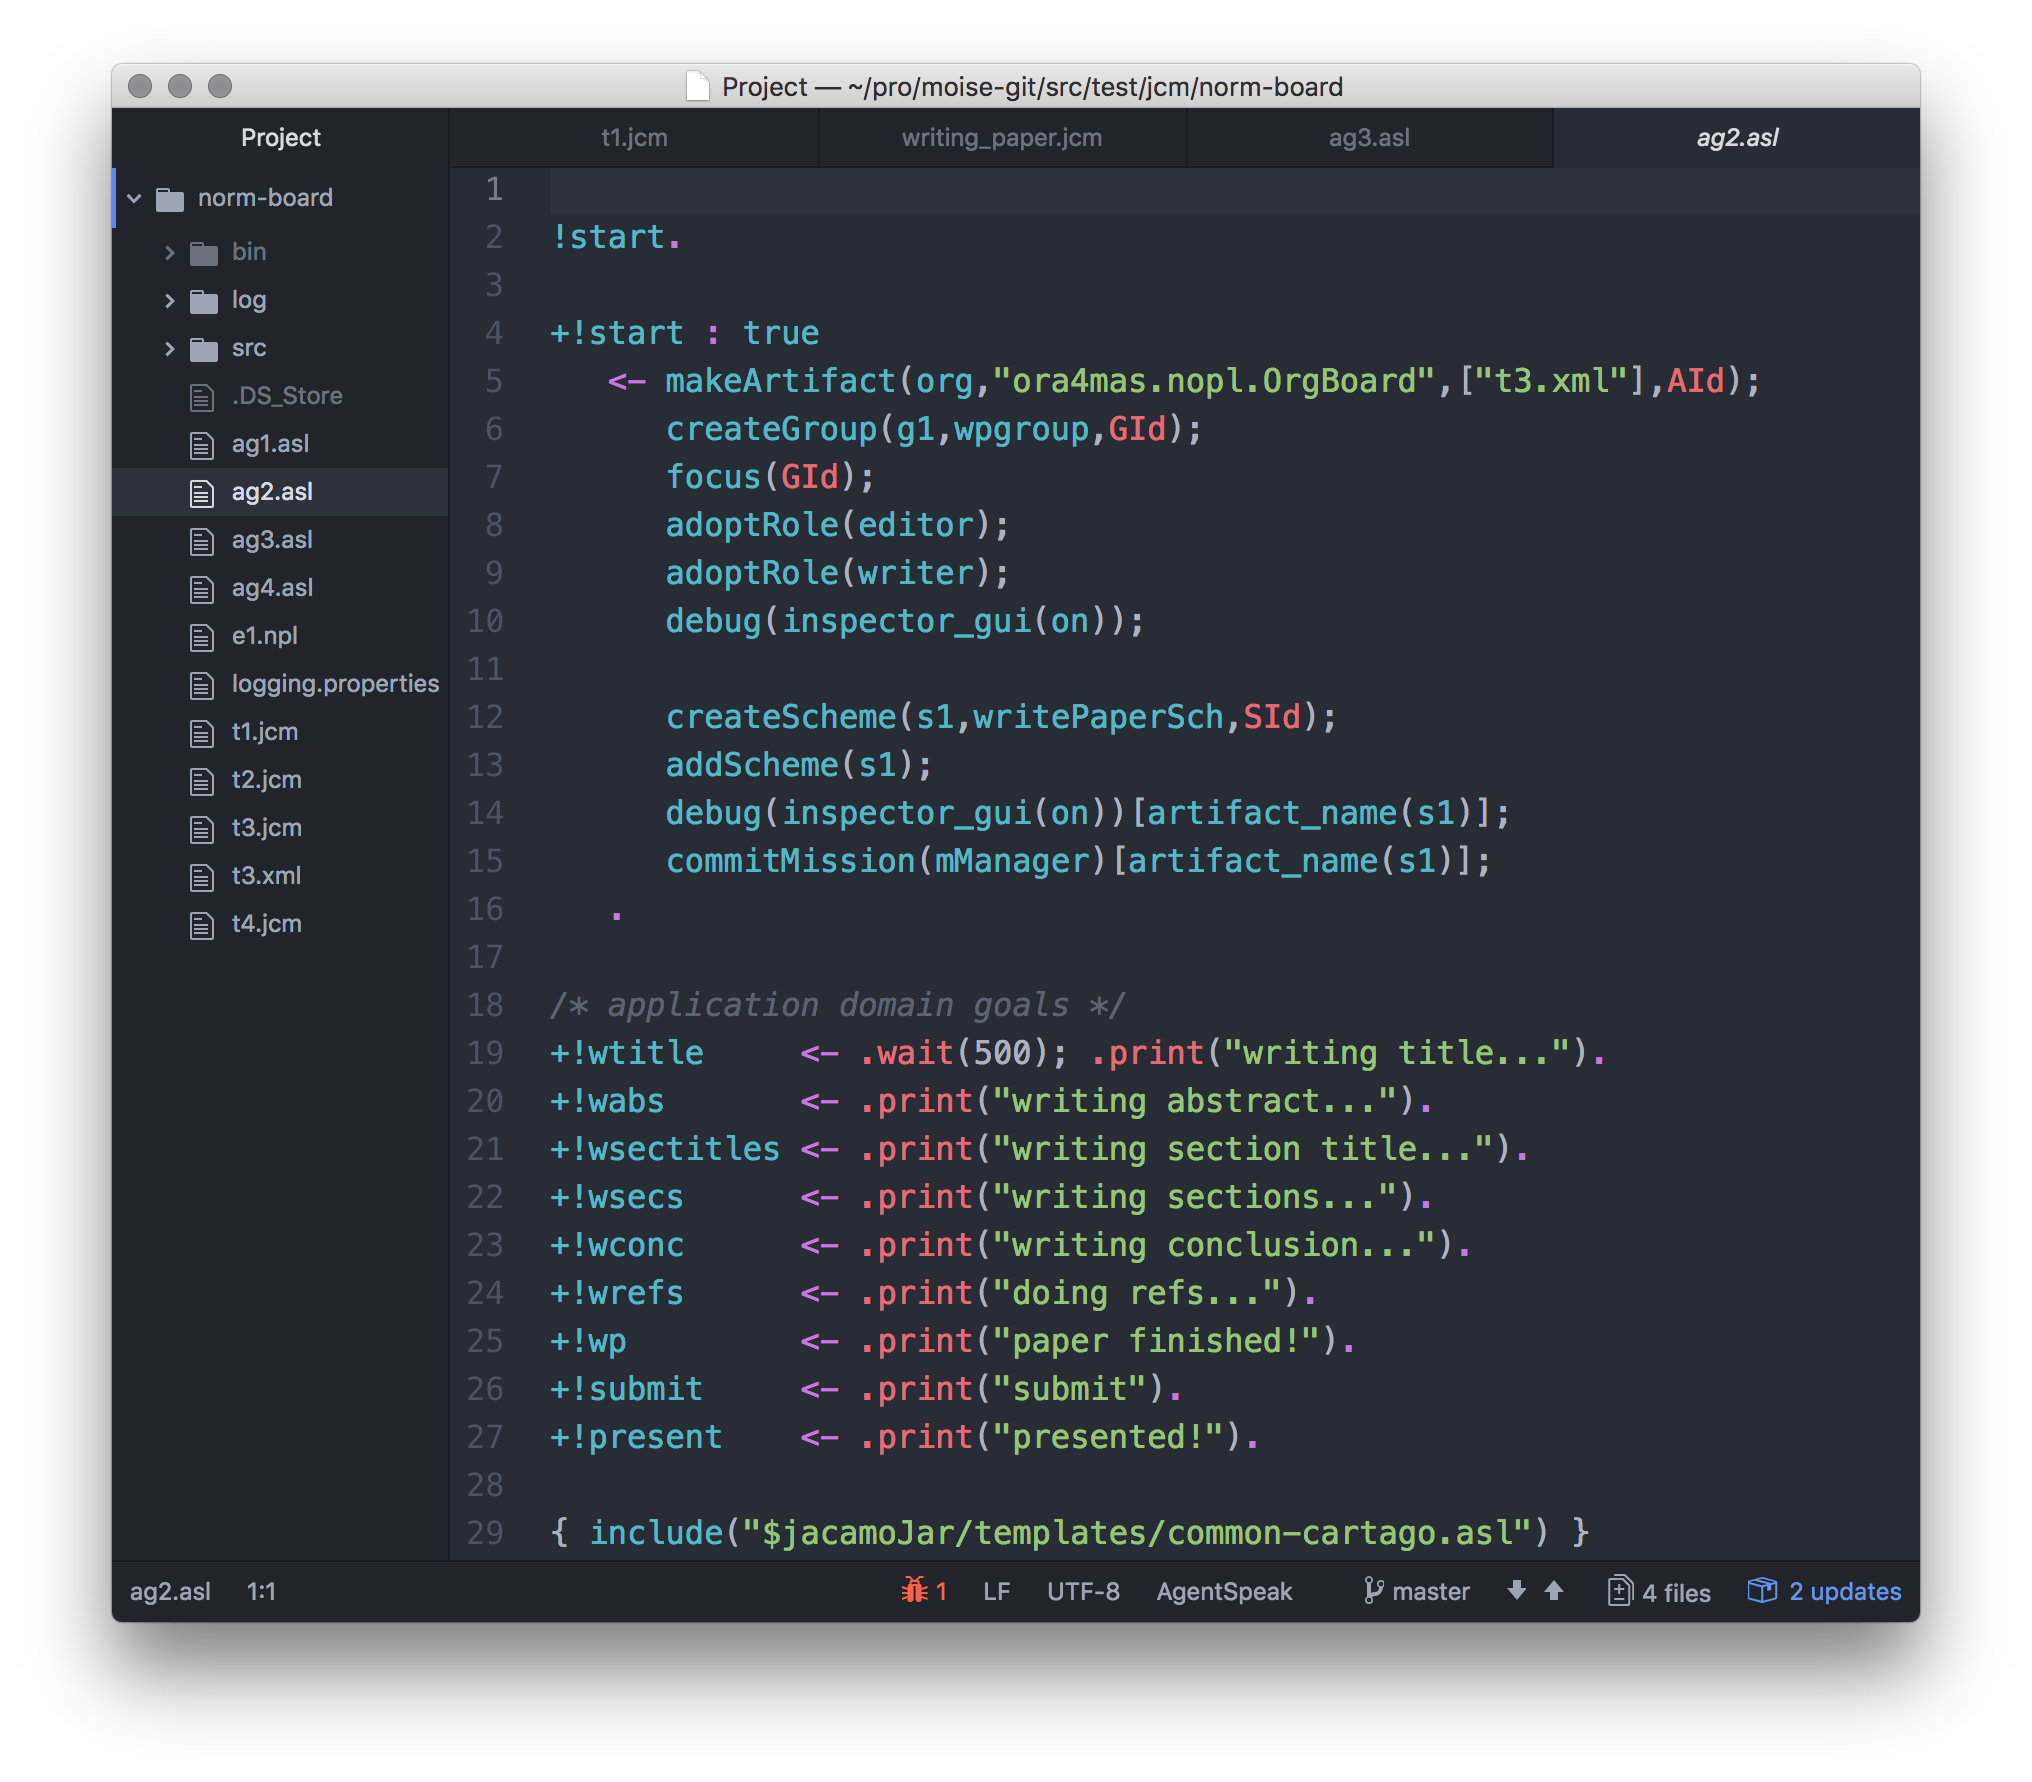 Project — ~/pro/moise-git/src/test/jcm/norm-board
Project
norm-board
bin
log
src
.DS_Store
ag1.asl
ag2.asl
ag3.asl
ag4.asl
e1.npl
logging.properties
t1.jcm
t2.jcm
t3.jcm
t3.xml
t4.jcm
t1.jcm writing_paper.jcm ag3.asl ag2.asl
1
2 !start.
3
4 +!start : true
5 <- makeArtifact(org,"ora4mas.nopl.OrgBoard",["t3.xml"],AId);
6 createGroup(g1,wpgroup,GId);
7 focus(GId);
8 adoptRole(editor);
9 adoptRole(writer);
10 debug(inspector_gui(on));
11
12 createScheme(s1,writePaperSch,SId);
13 addScheme(s1);
14 debug(inspector_gui(on))[artifact_name(s1)];
15 commitMission(mManager)[artifact_name(s1)];
16 .
17
18 /* application domain goals */
19 +!wtitle <- .wait(500); .print("writing title...").
20 +!wabs <- .print("writing abstract...").
21 +!wsectitles <- .print("writing section title...").
22 +!wsecs <- .print("writing sections...").
23 +!wconc <- .print("writing conclusion...").
24 +!wrefs <- .print("doing refs...").
25 +!wp <- .print("paper finished!").
26 +!submit <- .print("submit").
27 +!present <- .print("presented!").
28
29 { include("$jacamoJar/templates/common-cartago.asl") }
ag2.asl 1:1 1 LF UTF-8 AgentSpeak master 4 files 2 updates